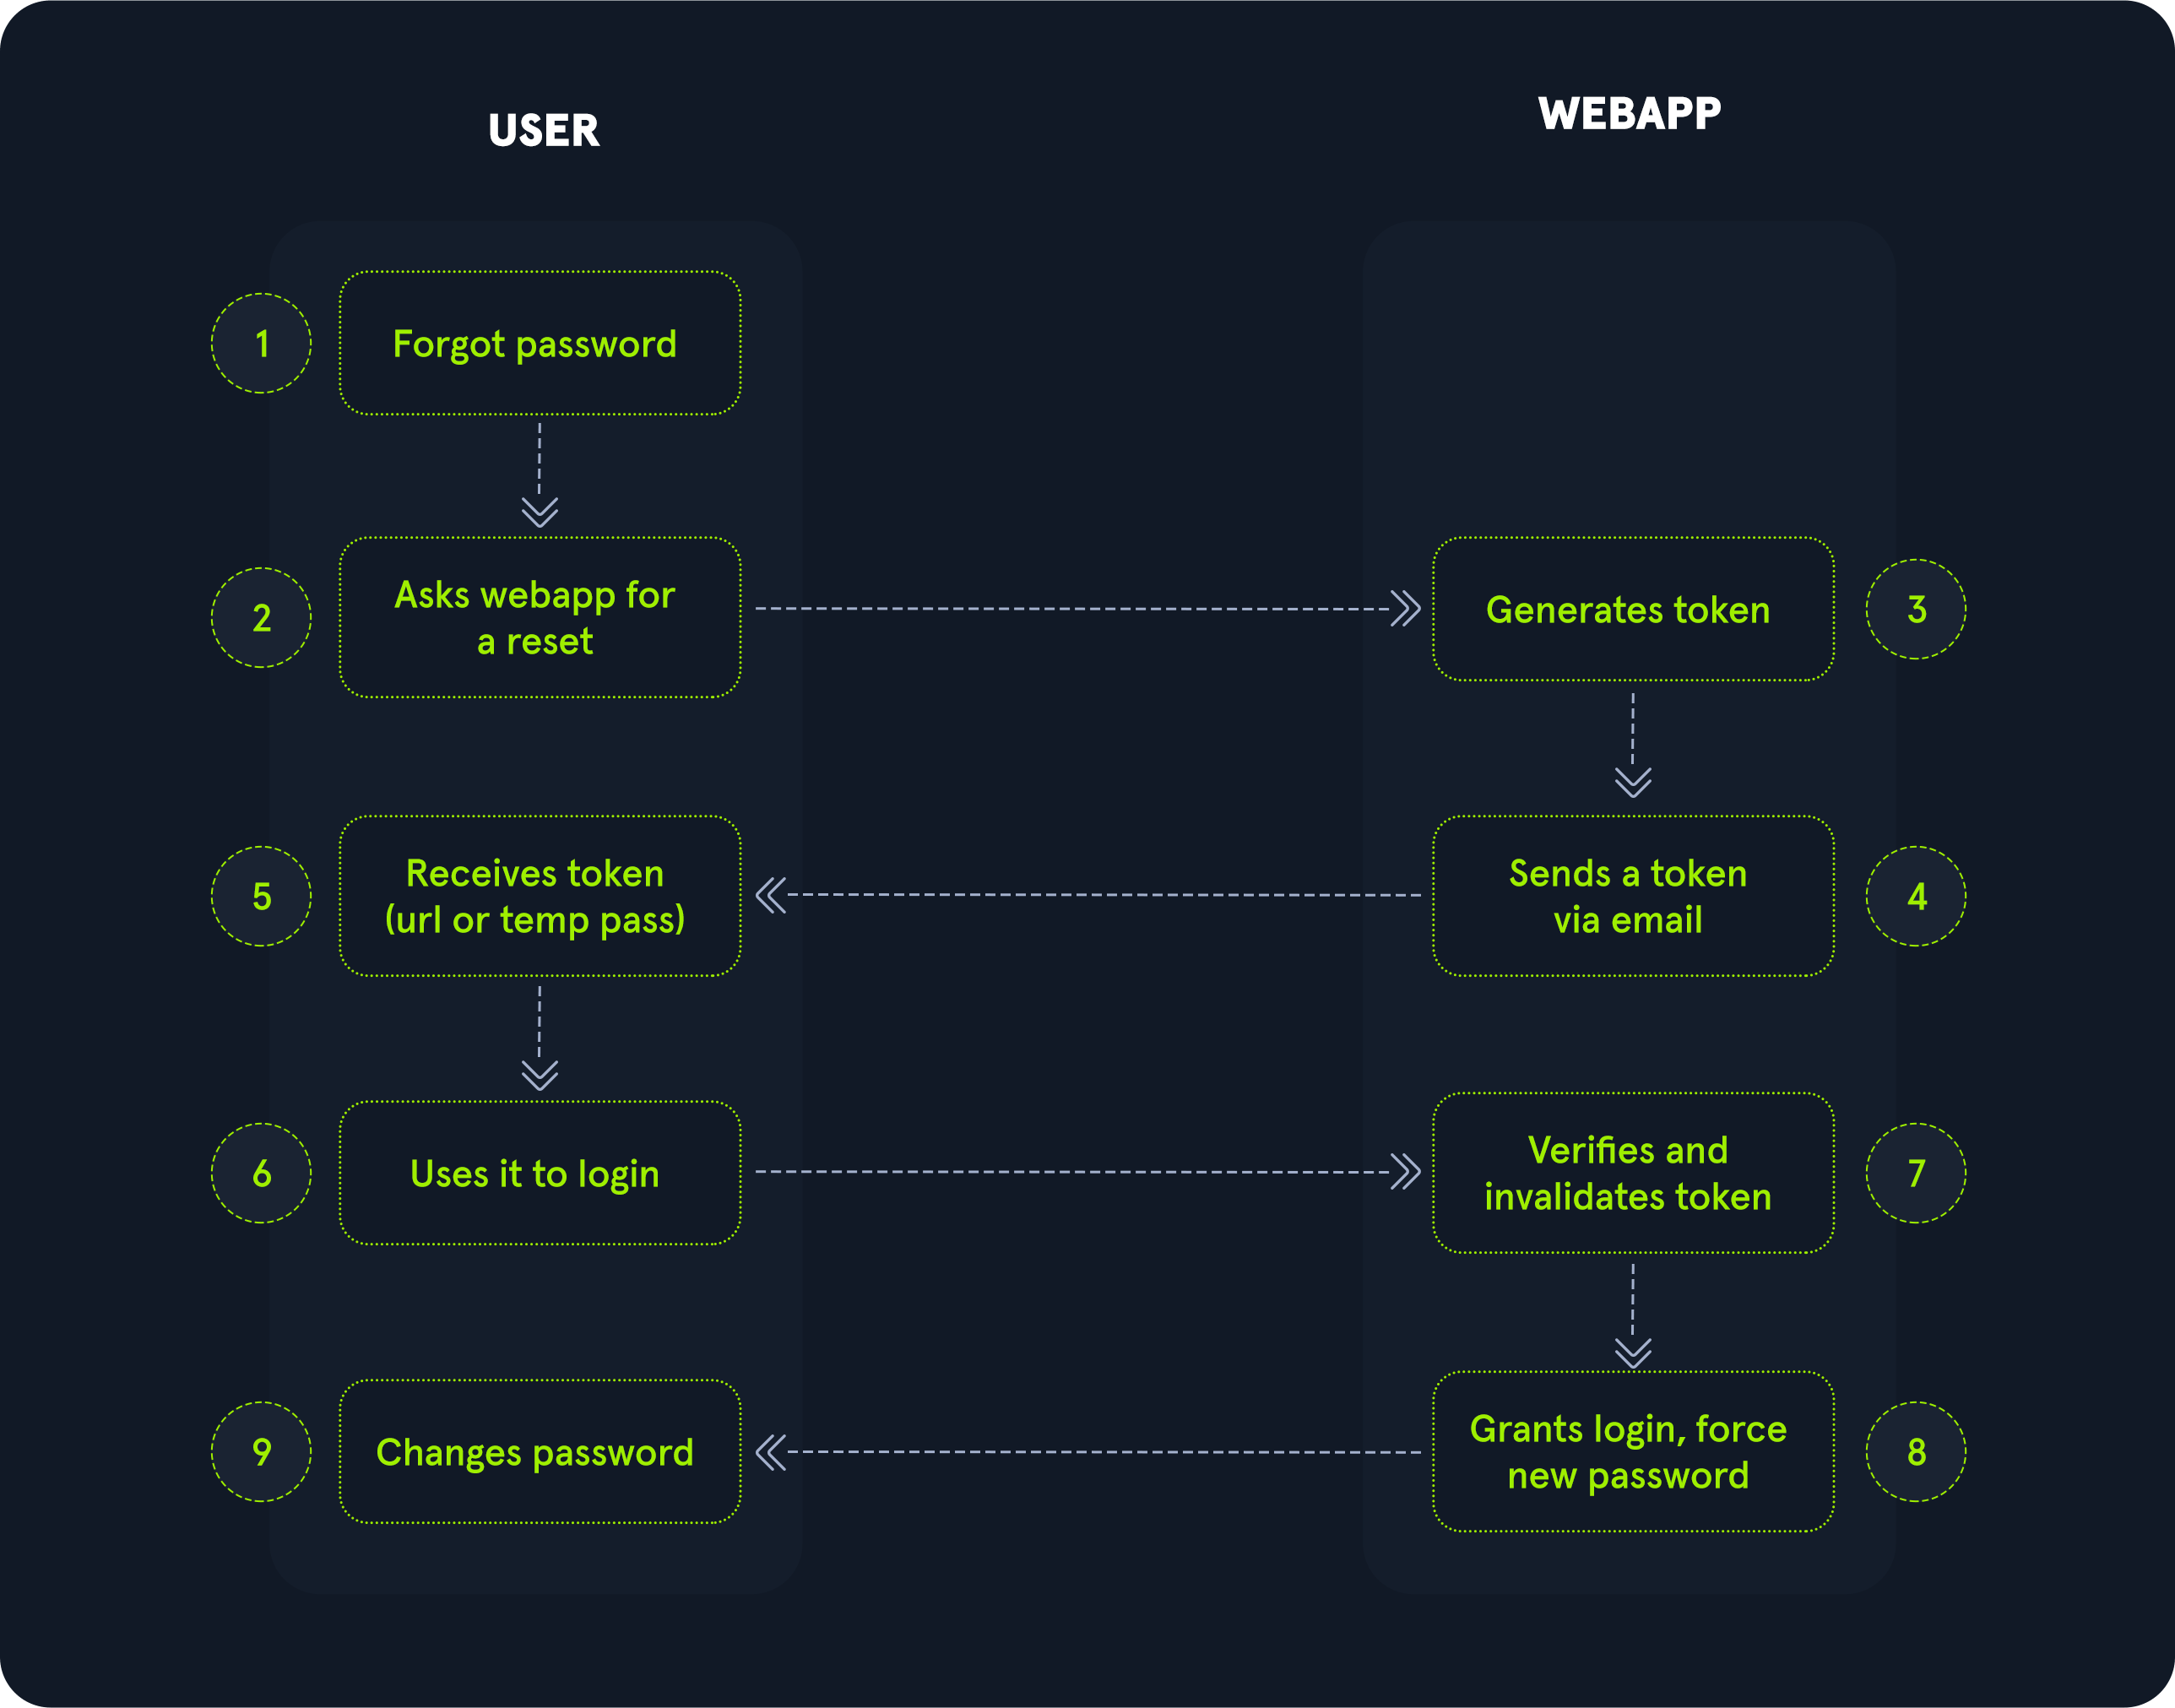 USER
WEBAPP
1
Forgot password
2
Asks webapp for
a reset
Generates token
3
5
Receives token
(url or temp pass)
Sends a token
via email
4
6
Uses it to login
Verifies and
invalidates token
7
9
Changes password
Grants login, force
new password
8